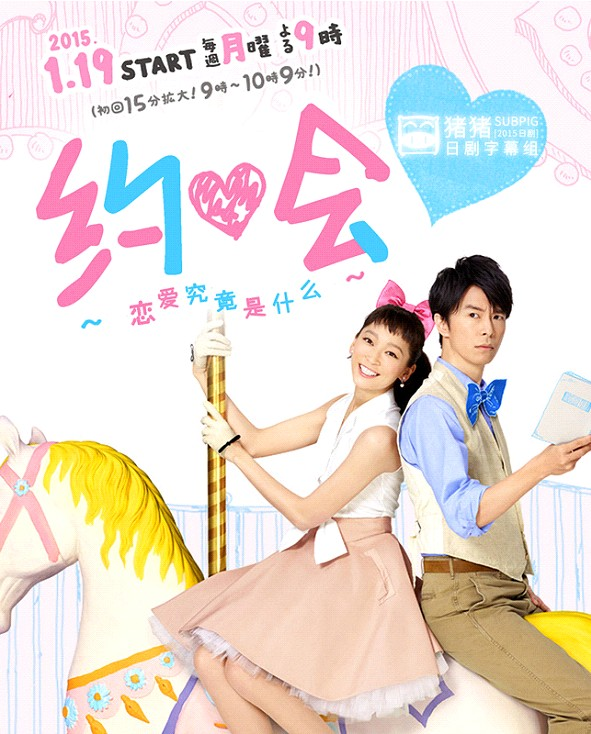 2015.
1.19 START 毎週月曜よる9時
(初回15分拡大!9時~10時9分!)
猪猪 SUBPIG
[2015日剧]
日剧字幕组
约会
~恋爱究竟是什么~